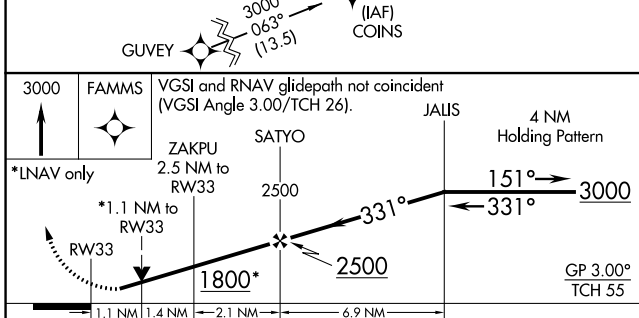 3000
063°
(13.5)
(IAF)
COINS
GUVEY
3000
FAMMS
VGSI and RNAV glidepath not coincident
(VGSI Angle 3.00/TCH 26).
*LNAV only
JALIS
4 NM
Holding Pattern
SATYO
ZAKPU
2.5 NM to
RW33
2500
*1.1 NM to
RW33
RW33
151°
331°
3000
331°
2500
1800*
GP 3.00°
TCH 55
1.1 NM
1.4 NM
2.1 NM
6.9 NM